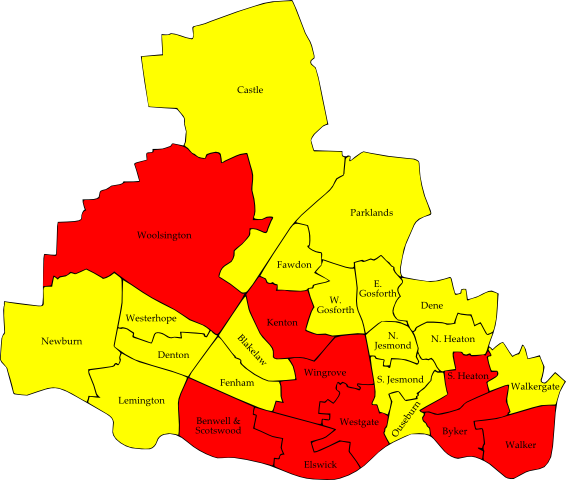 Castle
Woolsington
Parklands
Fawdon
E.
Gosforth
W.
Gosforth
Dene
Kenton
Westerhope
Newburn
N.
Jesmond
N. Heaton
Blakelaw
Denton
Wingrove
S. Jesmond
S. Heaton
Fenham
Walkergate
Lemington
Benwell &
Scotswood
Westgate
Ouseburn
Byker
Walker
Elswick